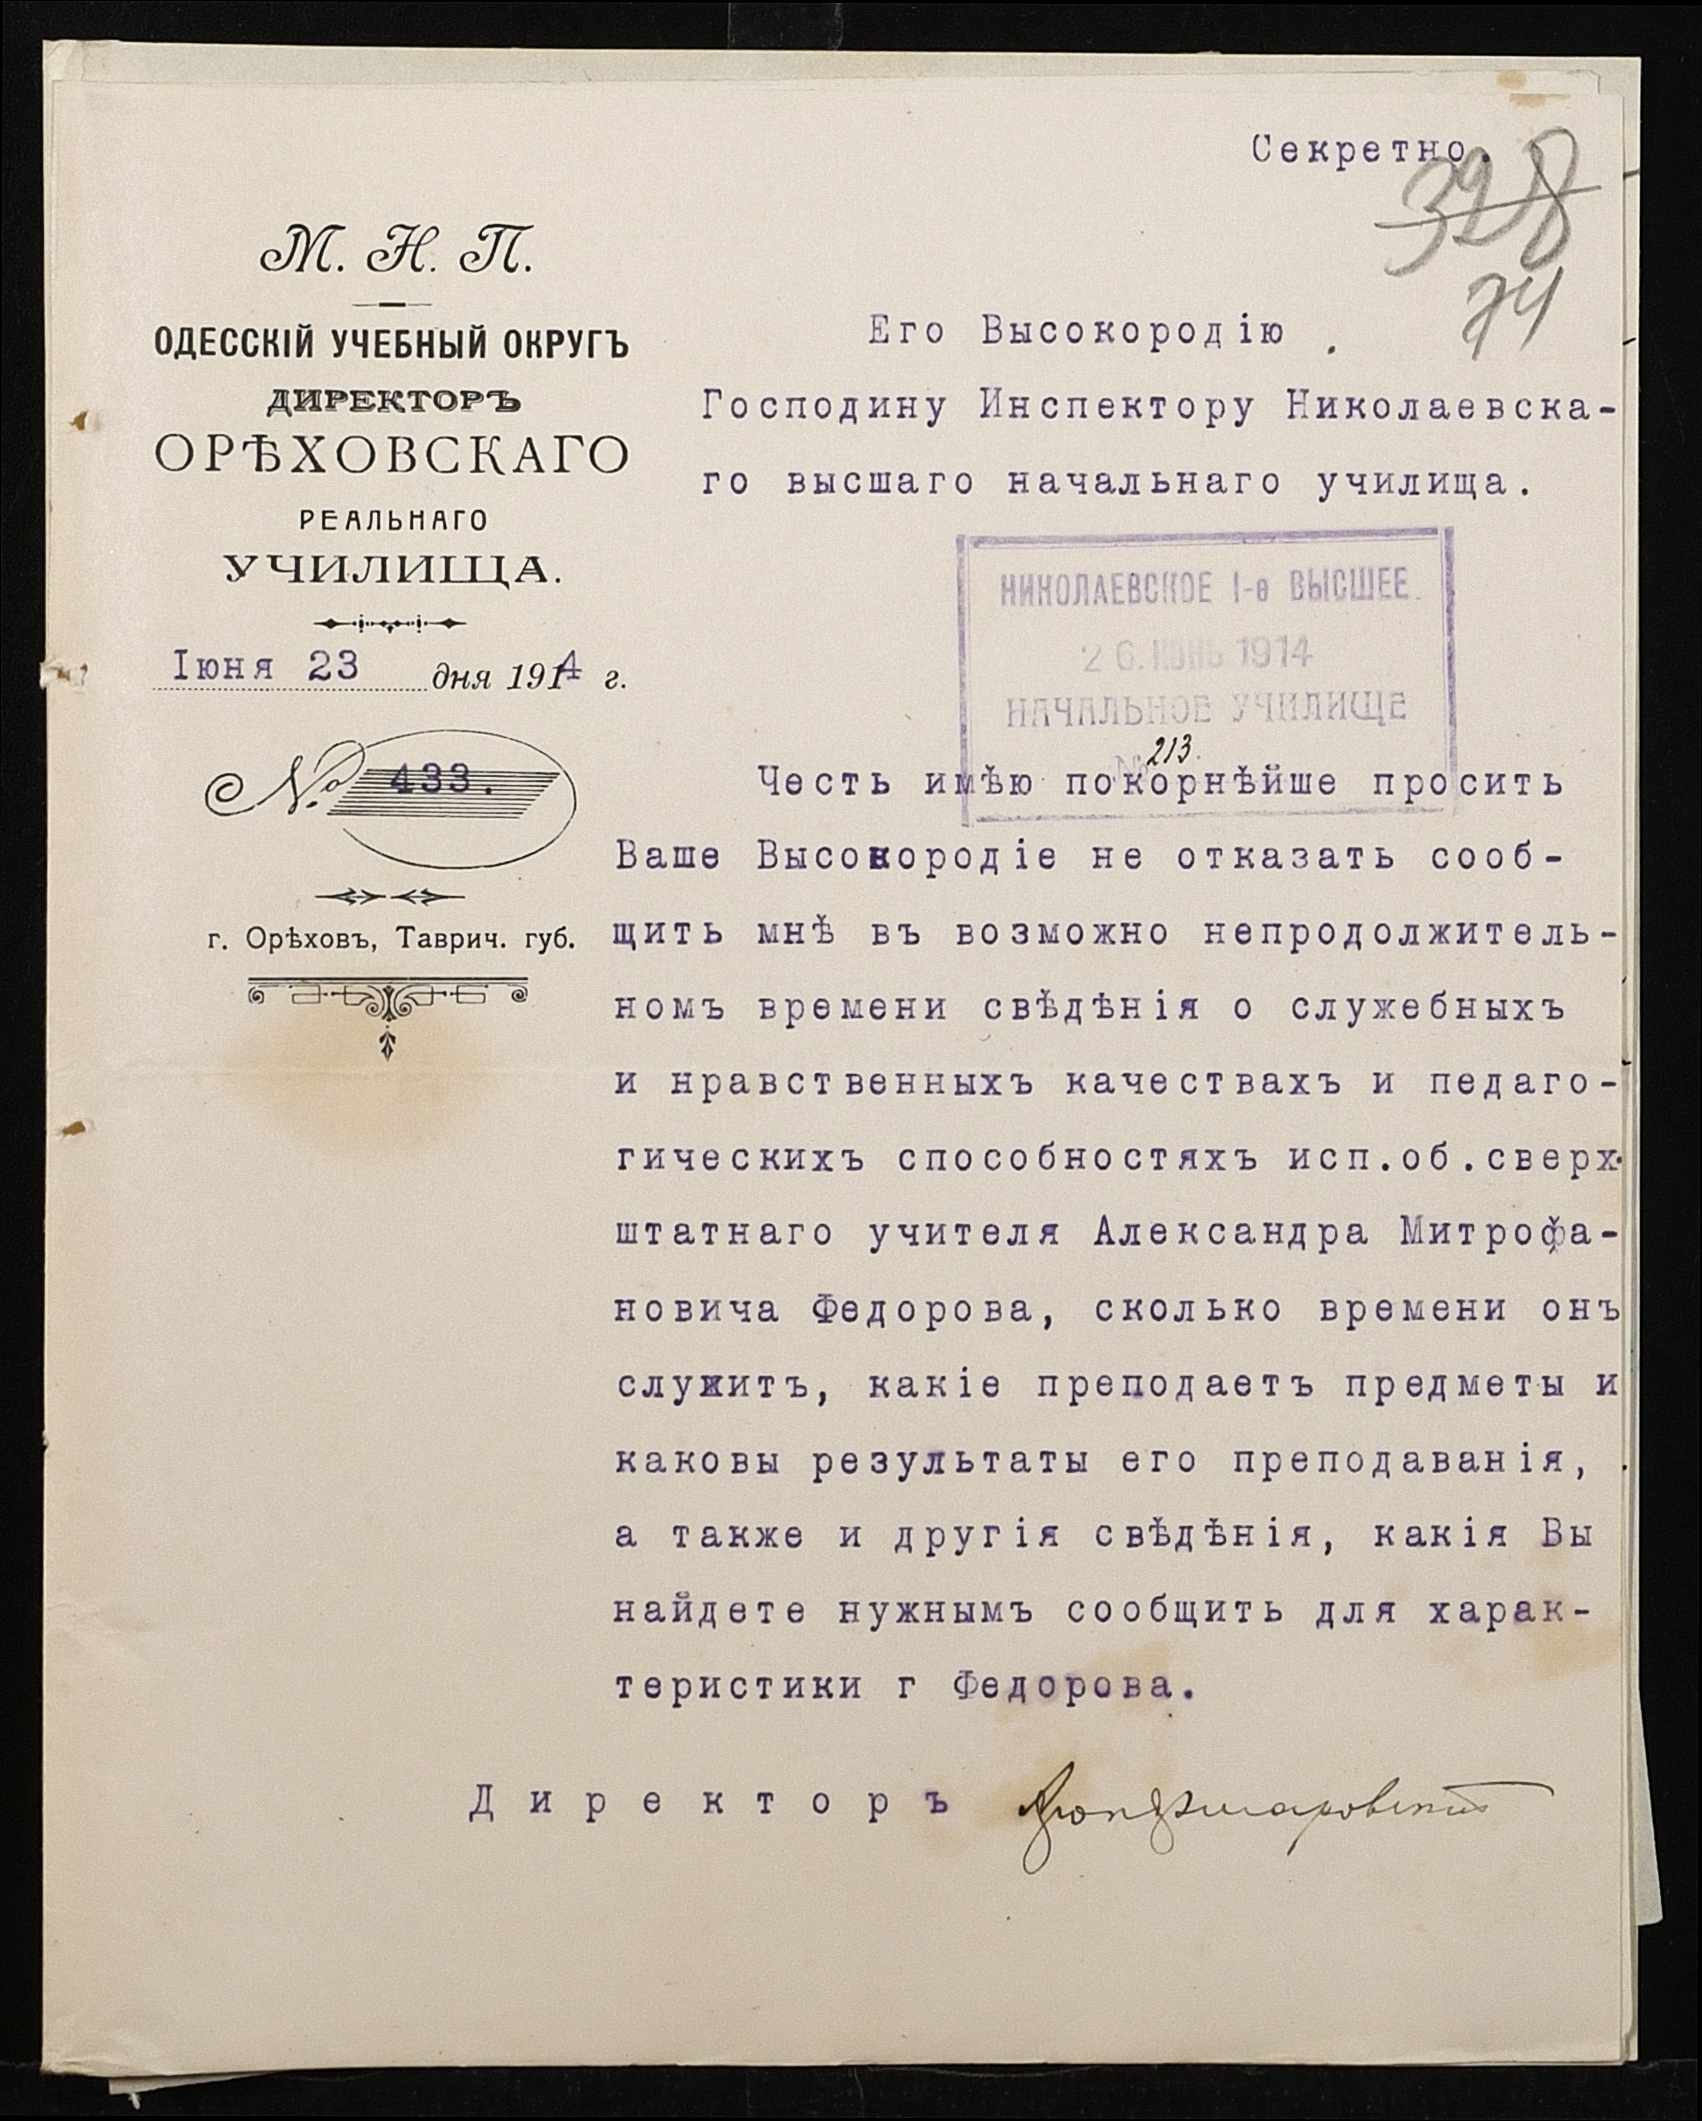 Секретно.
328
74
М. Н. П.
ОДЕССКІЙ УЧЕБНЫЙ ОКРУГЪ
ДИРЕКТОРЪ
ОРѢХОВСКАГО
РЕАЛЬНАГО
УЧИЛИЩА.
Іюня 23 дня 1914 г.
№ 433.
г. Орѣховъ, Таврич. губ.
Его Высокородію
Господину Инспектору Николаевска-
го высшаго начальнаго училища.
НИКОЛАЕВСКОЕ 1-е ВЫСШЕЕ
26. ИЮНЬ 1914
НАЧАЛЬНОЕ УЧИЛИЩЕ
№ 213.
Честь имѣю покорнѣйше просить
Ваше Высокородіе не отказать сооб-
щить мнѣ въ возможно непродолжитель-
номъ времени свѣдѣнія о служебныхъ
и нравственныхъ качествахъ и педаго-
гическихъ способностяхъ исп.об.сверх-
штатнаго учителя Александра Митрофа-
новича Федорова, сколько времени онъ
служитъ, какіе преподаетъ предметы и
каковы результаты его преподаванія,
а также и другія свѣдѣнія, какія Вы
найдете нужнымъ сообщить для харак-
теристики г Федорова.
Директоръ